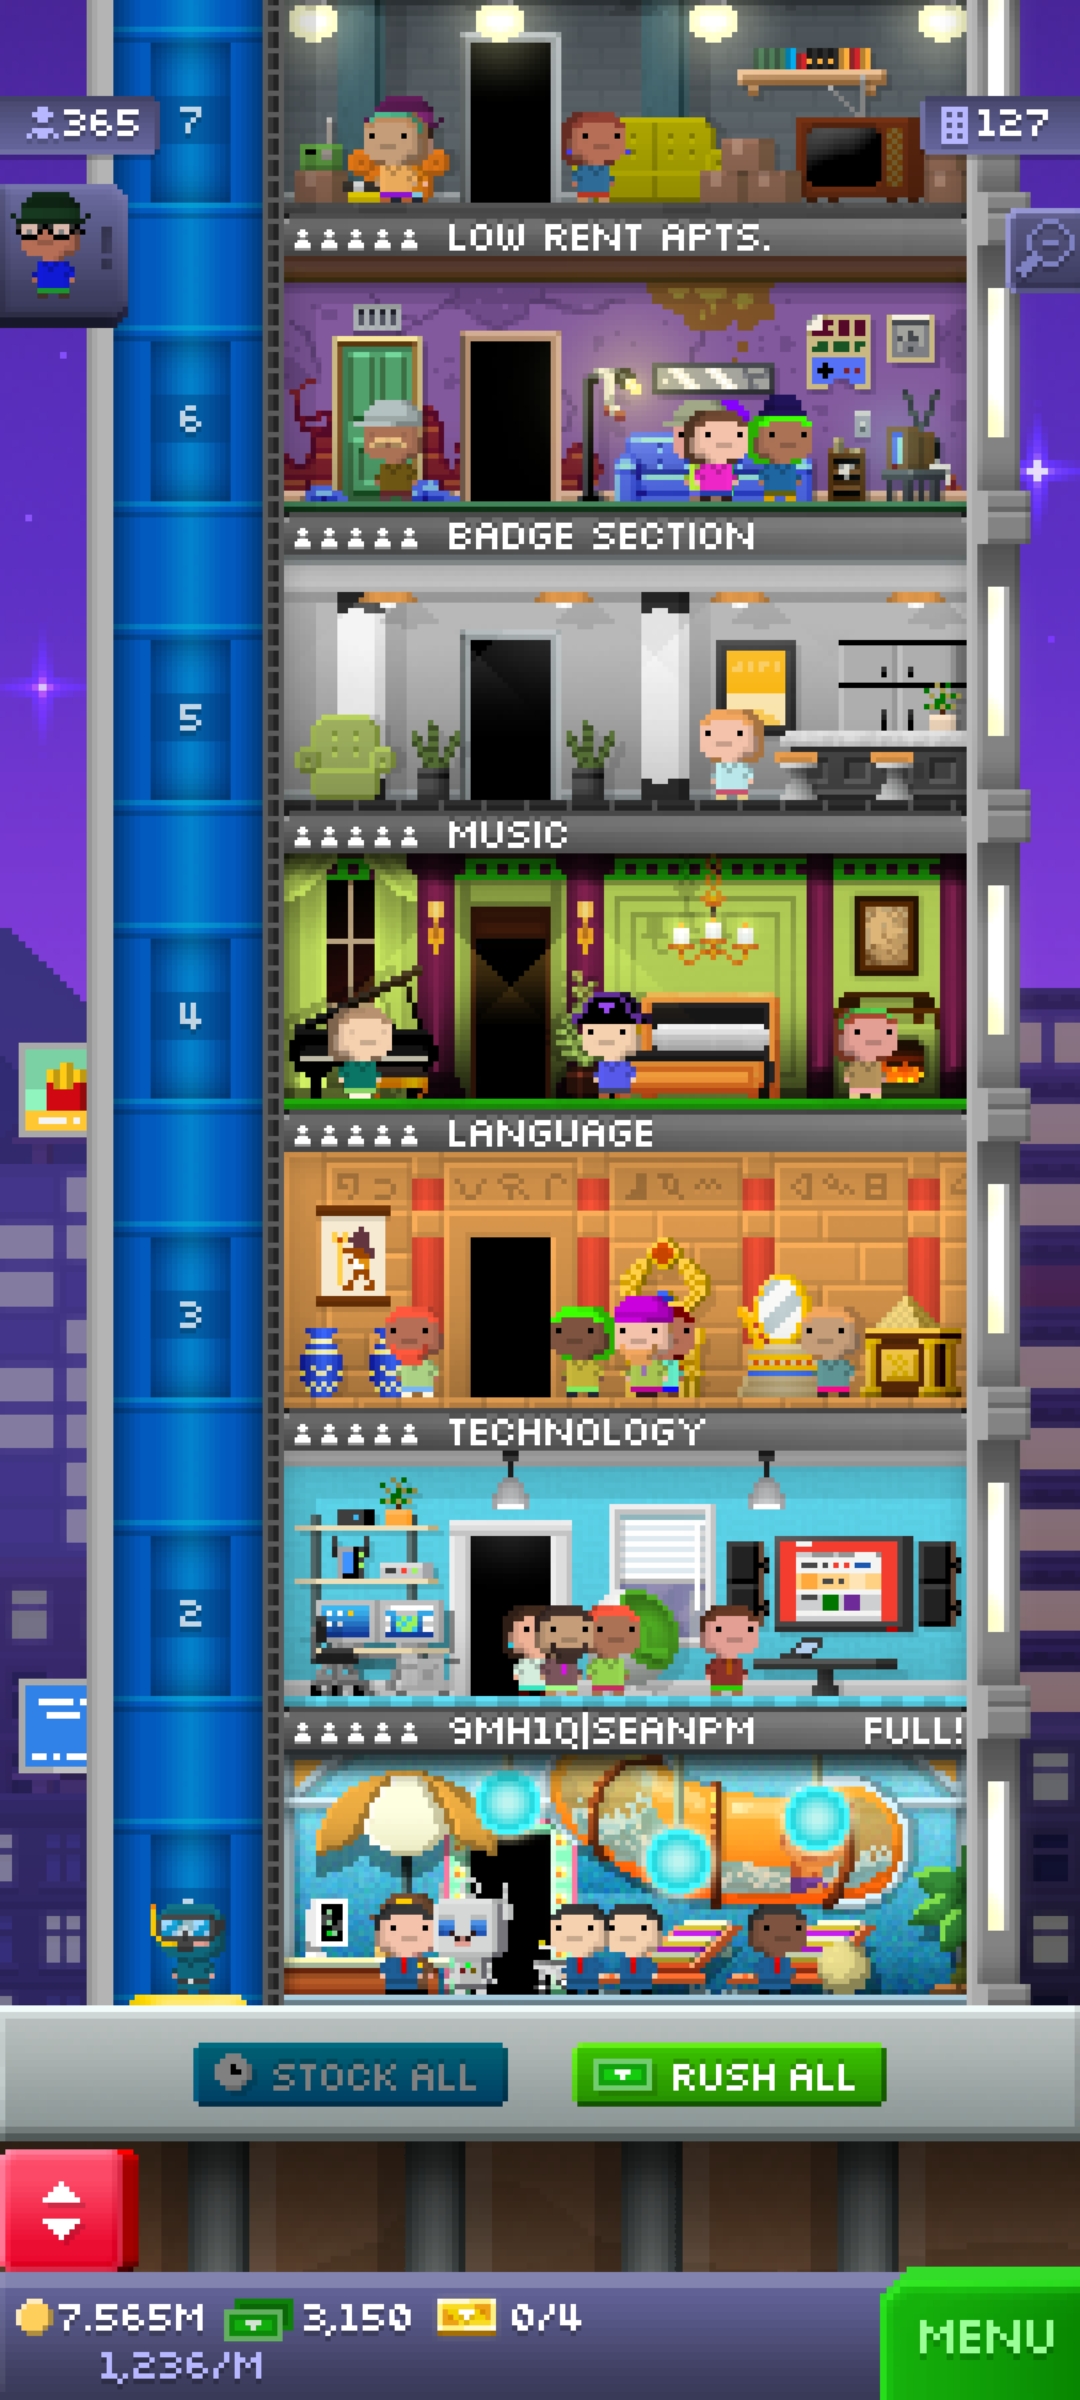 365
7
127
LOW RENT APTS.
6
BADGE SECTION
5
MUSIC
4
LANGUAGE
3
TECHNOLOGY
2
9MH1Q|SEANPM FULL!
STOCK ALL
RUSH ALL
7.565M 3,150 0/4
1,236/M
MENU